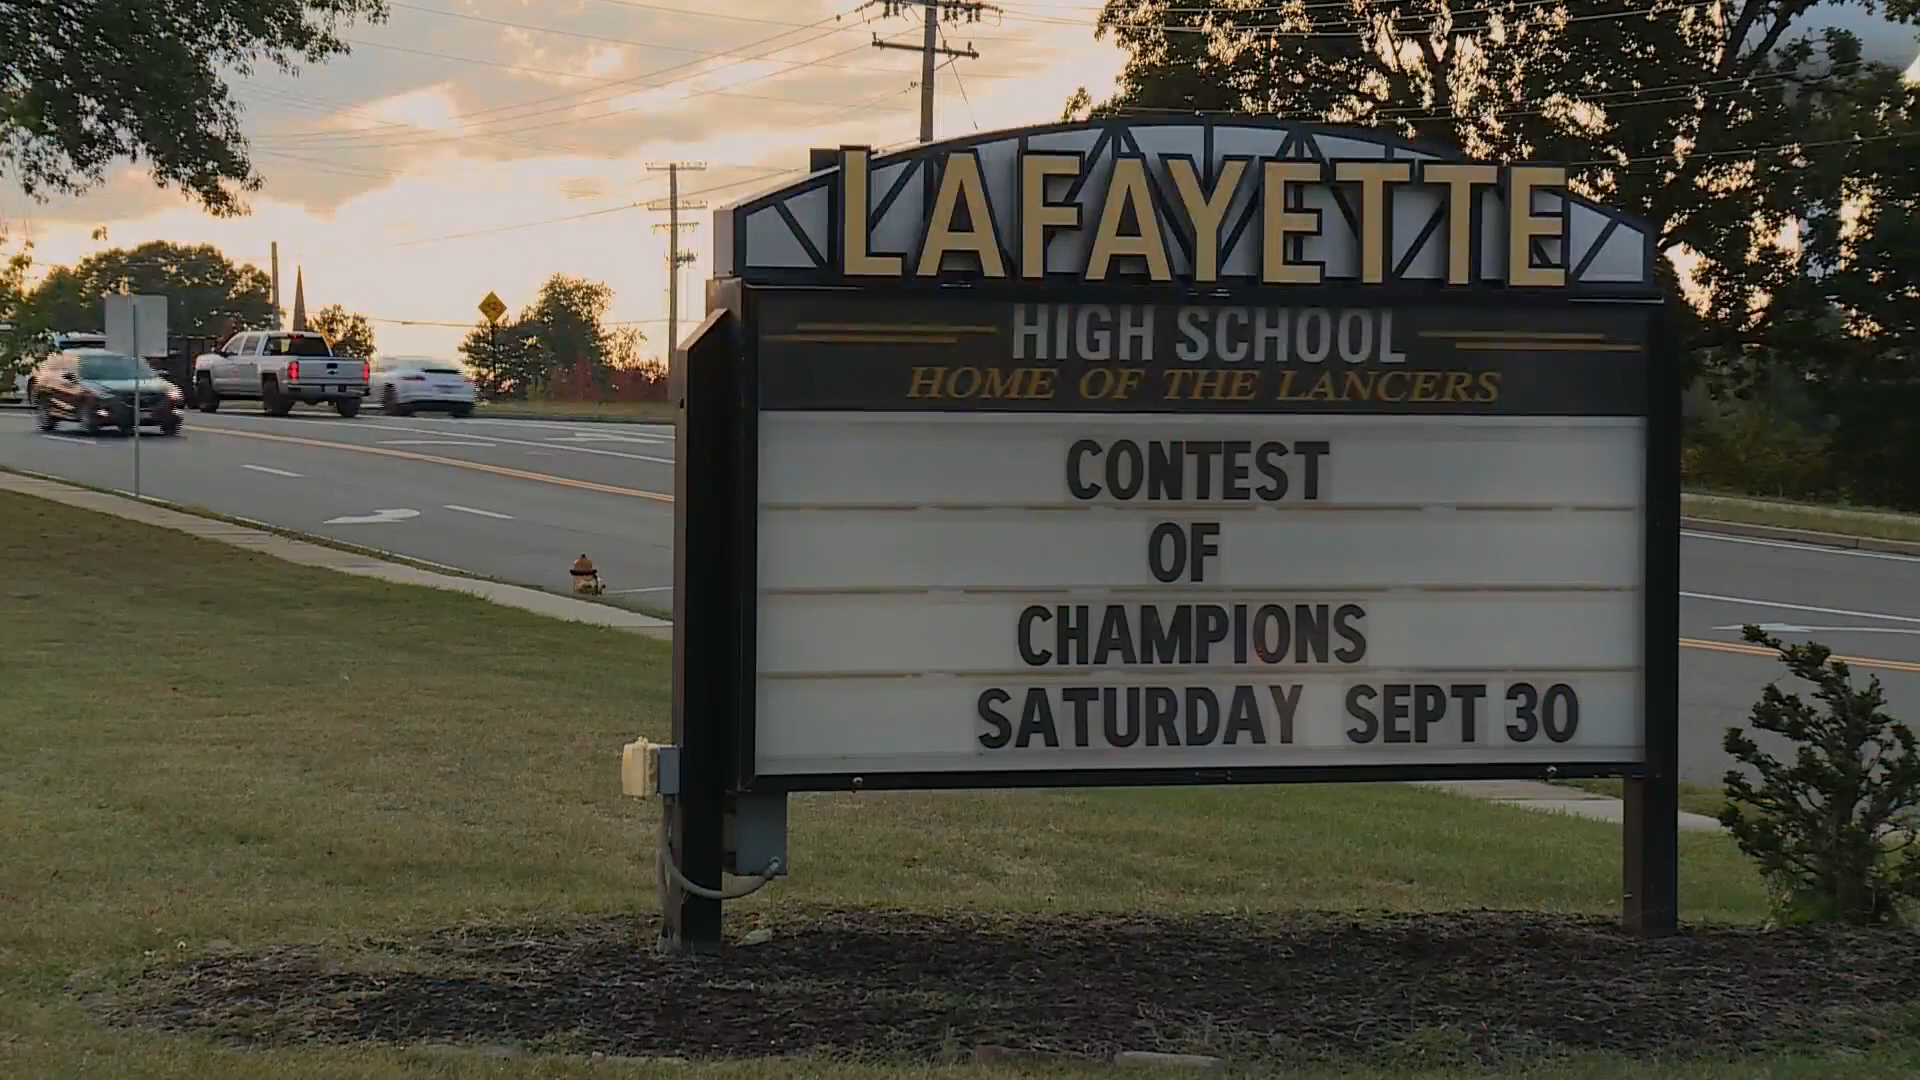 LAFAYETTE
HIGH SCHOOL
HOME OF THE LANCERS
CONTEST
OF
CHAMPIONS
SATURDAY SEPT 30